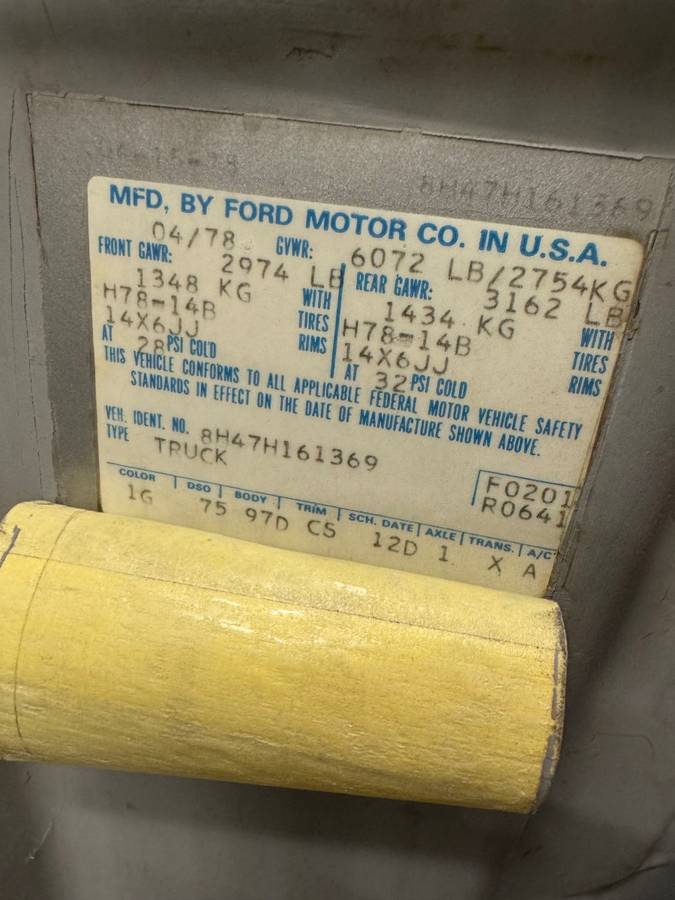 8H47H161369
MFD, BY FORD MOTOR CO. IN U.S.A.
04/78 GVWR: 6072 LB/2754KG
FRONT GAWR: 2974 LB
1348 KG WITH
H78-14B TIRES
14X6JJ RIMS
AT 28 PSI COLD
REAR GAWR: 3162 LB
1434 KG WITH
H78-14B TIRES
14X6JJ RIMS
AT 32 PSI COLD
THIS VEHICLE CONFORMS TO ALL APPLICABLE FEDERAL MOTOR VEHICLE SAFETY
STANDARDS IN EFFECT ON THE DATE OF MANUFACTURE SHOWN ABOVE.
VEH. IDENT. NO. 8H47H161369
TYPE TRUCK
F0201
R0641
COLOR DSO BODY TRIM SCH. DATE AXLE TRANS. A/C
1G 75 97D CS 12D 1 X A